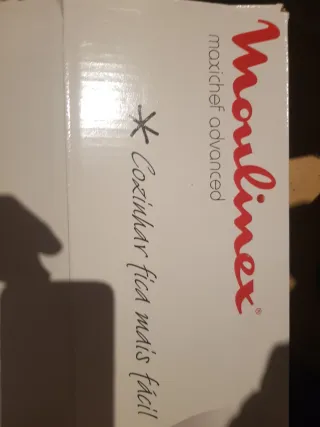 Moulinex®
maxichef advanced
* Cozinhar fica mais fácil